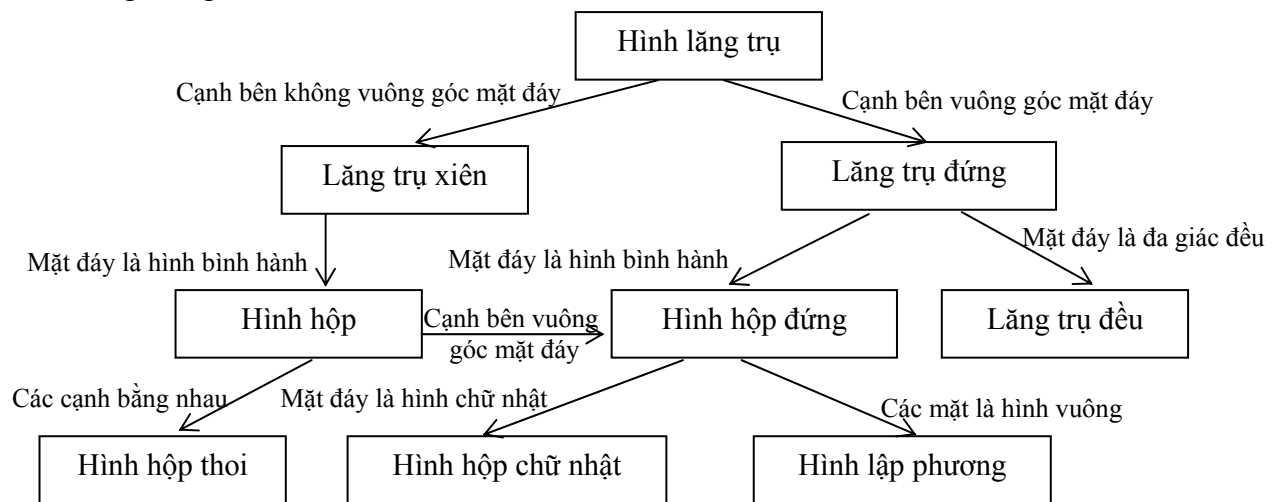 Hình lăng trụ
Cạnh bên không vuông góc mặt đáy
Cạnh bên vuông góc mặt đáy
Lăng trụ xiên
Lăng trụ đứng
Mặt đáy là hình bình hành
Mặt đáy là hình bình hành
Mặt đáy là đa giác đều
Hình hộp
Cạnh bên vuông
góc mặt đáy
Hình hộp đứng
Lăng trụ đều
Các cạnh bằng nhau
Mặt đáy là hình chữ nhật
Các mặt là hình vuông
Hình hộp thoi
Hình hộp chữ nhật
Hình lập phương